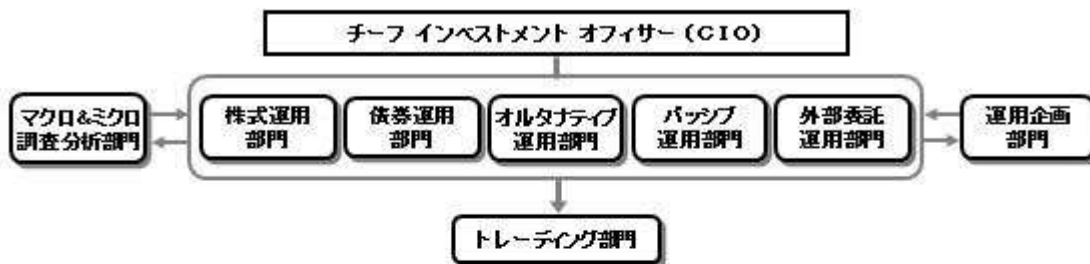 チーフ インベストメント オフィサー（CIO）
マクロ&ミクロ
調査分析部門
株式運用
部門
債券運用
部門
オルタナティブ
運用部門
パッシブ
運用部門
外部委託
運用部門
運用企画
部門
トレーディング部門